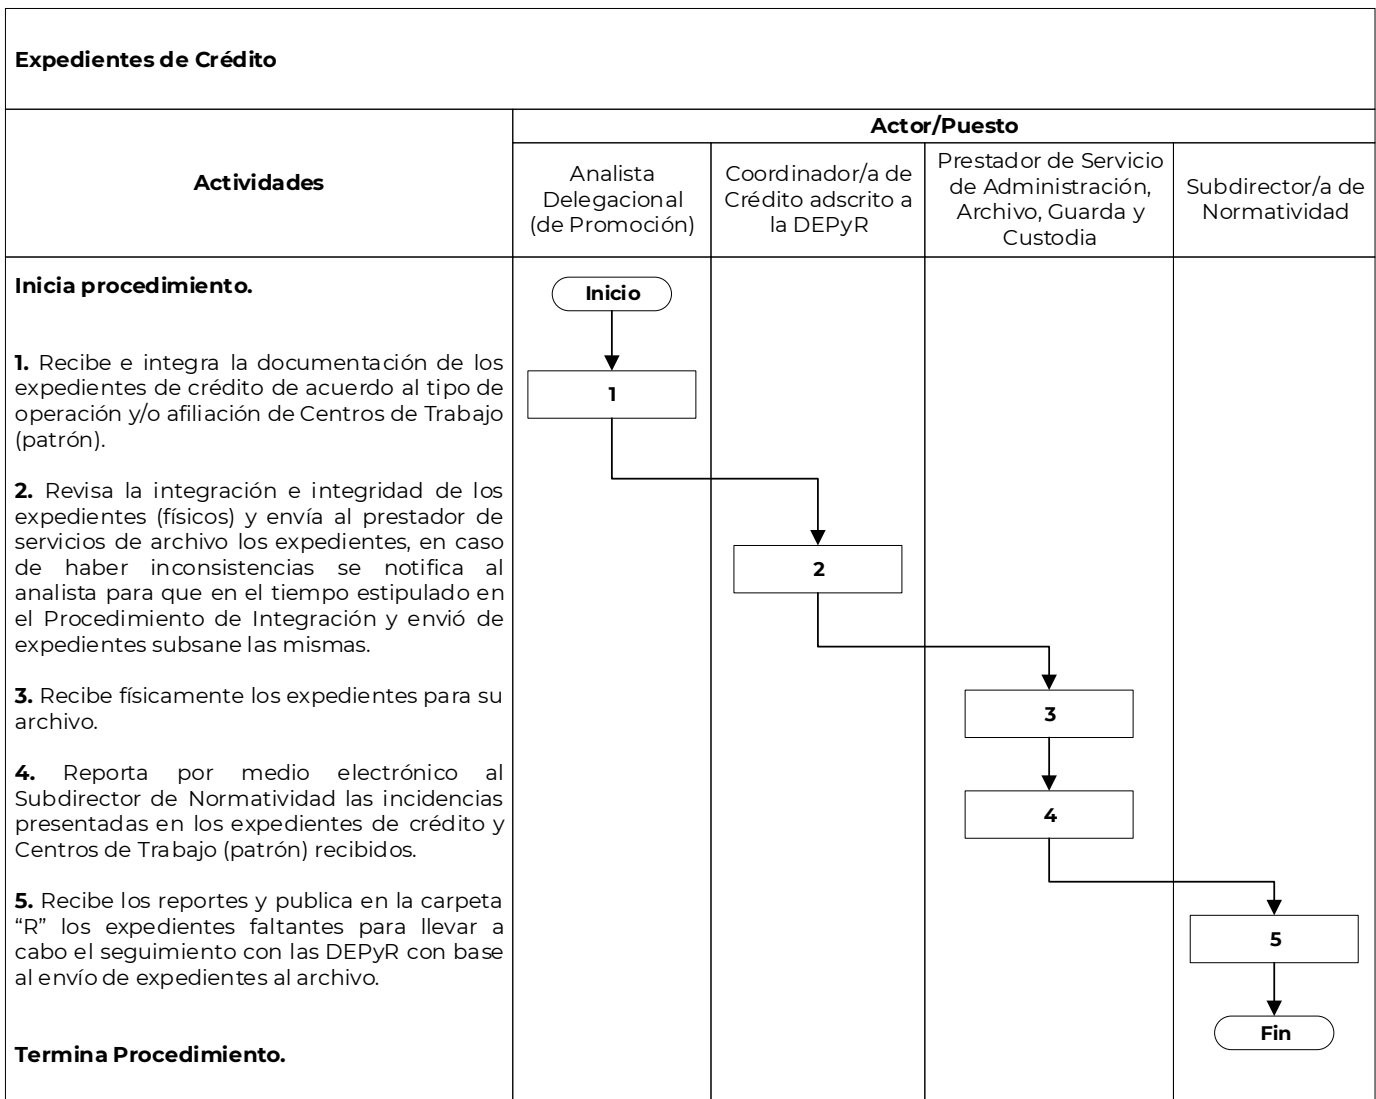 Expedientes de Crédito
Actividades
Actor/Puesto
Analista
Delegacional
(de Promoción)
Coordinador/a de
Crédito adscrito a
la DEPyR
Prestador de Servicio
de Administración,
Archivo, Guarda y
Custodia
Subdirector/a de
Normatividad
Inicia procedimiento.
1. Recibe e integra la documentación de los
expedientes de crédito de acuerdo al tipo de
operación y/o afiliación de Centros de Trabajo
(patrón).
2. Revisa la integración e integridad de los
expedientes (físicos) y envía al prestador de
servicios de archivo los expedientes, en caso
de haber inconsistencias se notifica al
analista para que en el tiempo estipulado en
el Procedimiento de Integración y envió de
expedientes subsane las mismas.
3. Recibe físicamente los expedientes para su
archivo.
4. Reporta por medio electrónico al
Subdirector de Normatividad las incidencias
presentadas en los expedientes de crédito y
Centros de Trabajo (patrón) recibidos.
5. Recibe los reportes y publica en la carpeta
“R” los expedientes faltantes para llevar a
cabo el seguimiento con las DEPyR con base
al envío de expedientes al archivo.
Termina Procedimiento.
Inicio
1
2
3
4
5
Fin